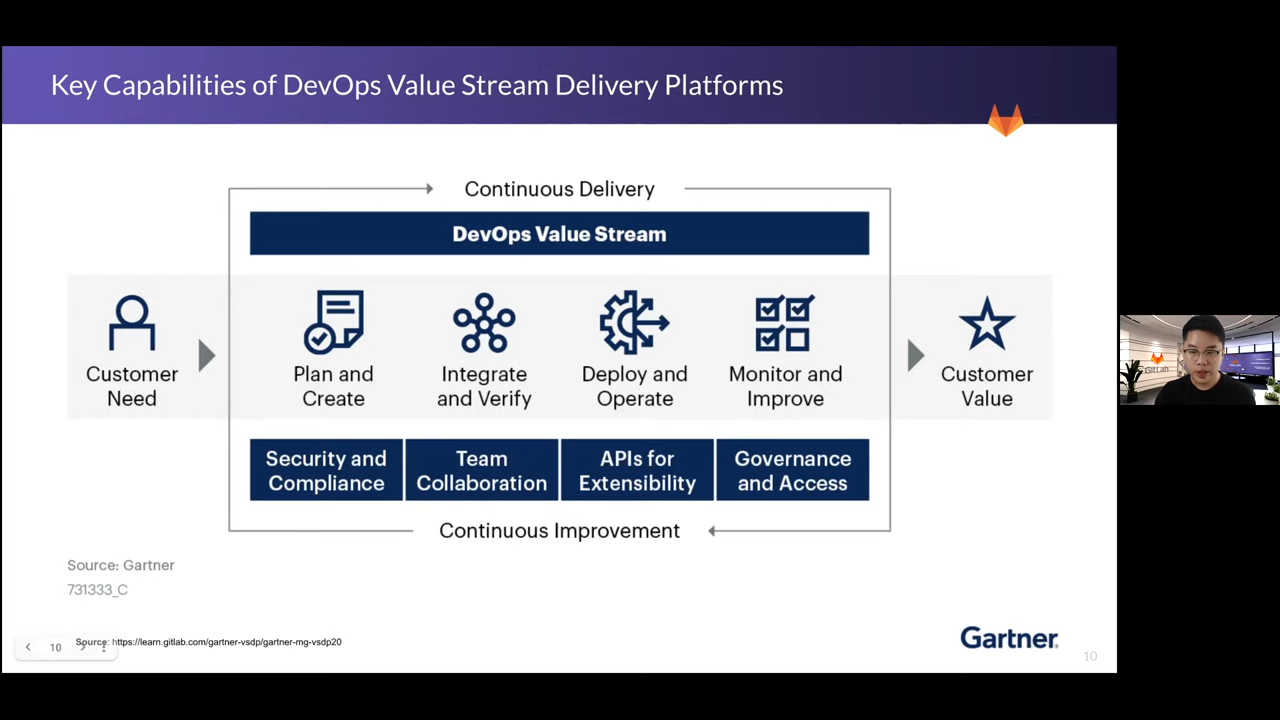 Key Capabilities of DevOps Value Stream Delivery Platforms
Continuous Delivery
DevOps Value Stream
Customer
Need
Plan and
Create
Integrate
and Verify
Deploy and
Operate
Monitor and
Improve
Customer
Value
Security and
Compliance
Team
Collaboration
APIs for
Extensibility
Governance
and Access
Continuous Improvement
Source: Gartner
731333_C
Source: https://learn.gitlab.com/gartner-vsdp/gartner-mg-vsdp20
10
Gartner.
10
GitLab